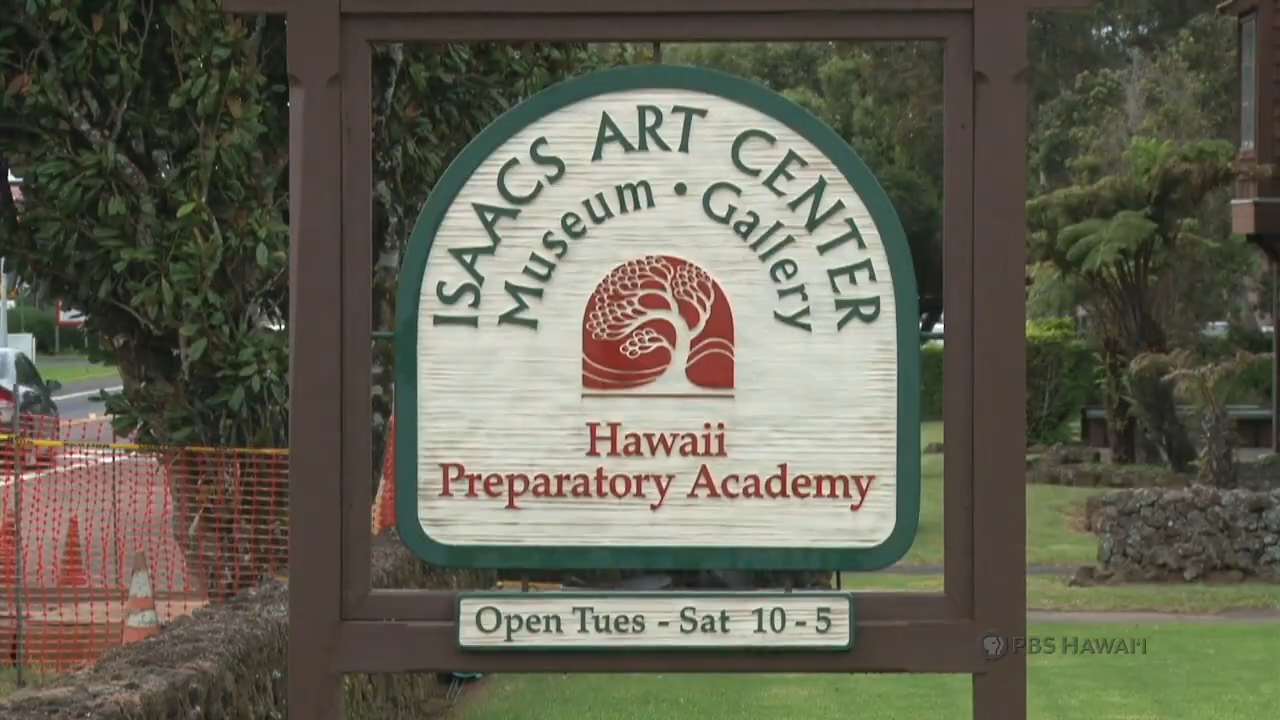 ISAACS ART CENTER
Museum • Gallery
Hawaii
Preparatory Academy
Open Tues - Sat 10 - 5
PBS HAWAI'I